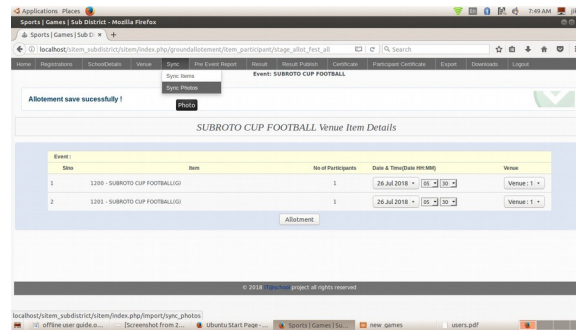 Applications Places 7:49 AM
Sports | Games | Sub District - Mozilla Firefox
Sports | Games | Sub D
localhost/sitem_subdistrict/sitem/index.php/groundallotement/item_participant/stage_allot_fest_all Search
Home Registrations SchoolDetails Venue Sync Pre Event Report Result Result Publish Certificate Participant Certificate Export Downloads Logout
Sync Items
Event: SUBROTO CUP FOOTBALL
Sync Photos
Allotement save sucessfully !
Photo
SUBROTO CUP FOOTBALL Venue Item Details
Event :
Slno Item No of Participants Date & Time(Date HH:MM) Venue
1 1200 - SUBROTO CUP FOOTBALL(G) 1 26 Jul 2018 05 30 Venue : 1
2 1201 - SUBROTO CUP FOOTBALL(G) 1 26 Jul 2018 05 30 Venue : 1
Allotment
© 2018 IT@school project all rights reserved
localhost/sitem_subdistrict/sitem/index.php/import/sync_photos
offline user guide.o... [Screenshot from 2... Ubuntu Start Page -... Sports | Games | Su... new games users.pdf